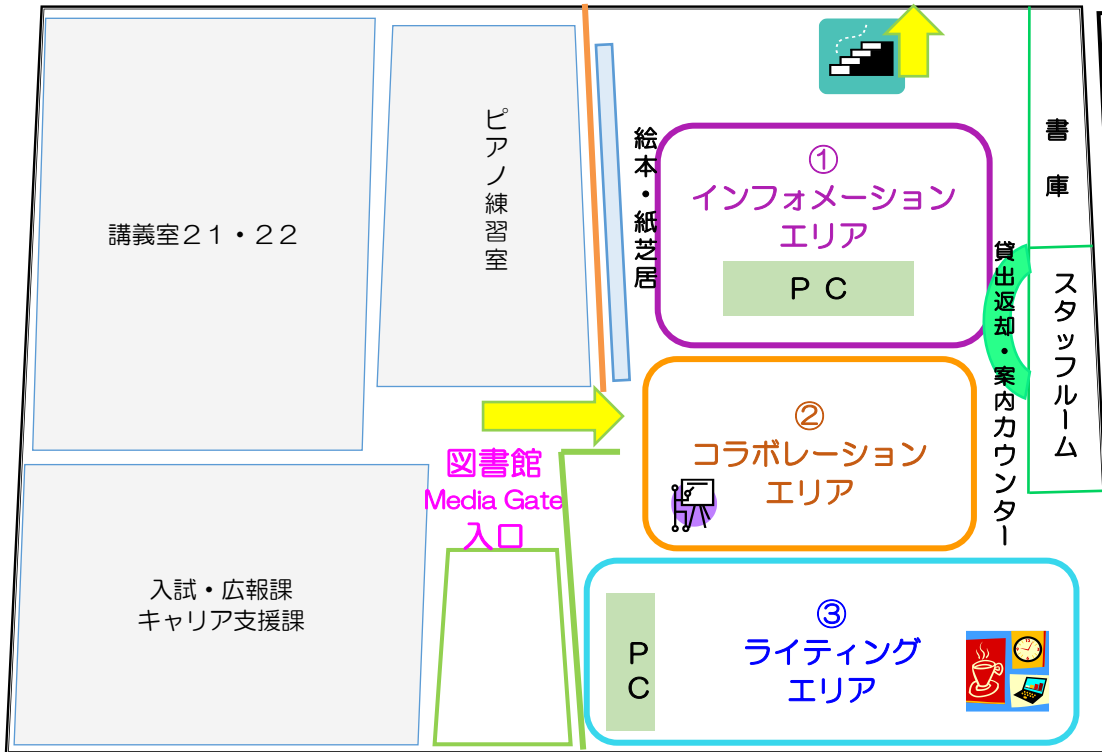 講義室２１・２２
ピアノ練習室
絵本・紙芝居
①
インフォメーション
エリア
ＰＣ
書庫
貸出返却・案内カウンター
スタッフルーム
②
コラボレーション
エリア
図書館
Media Gate
入口
入試・広報課
キャリア支援課
ＰＣ
③
ライティング
エリア